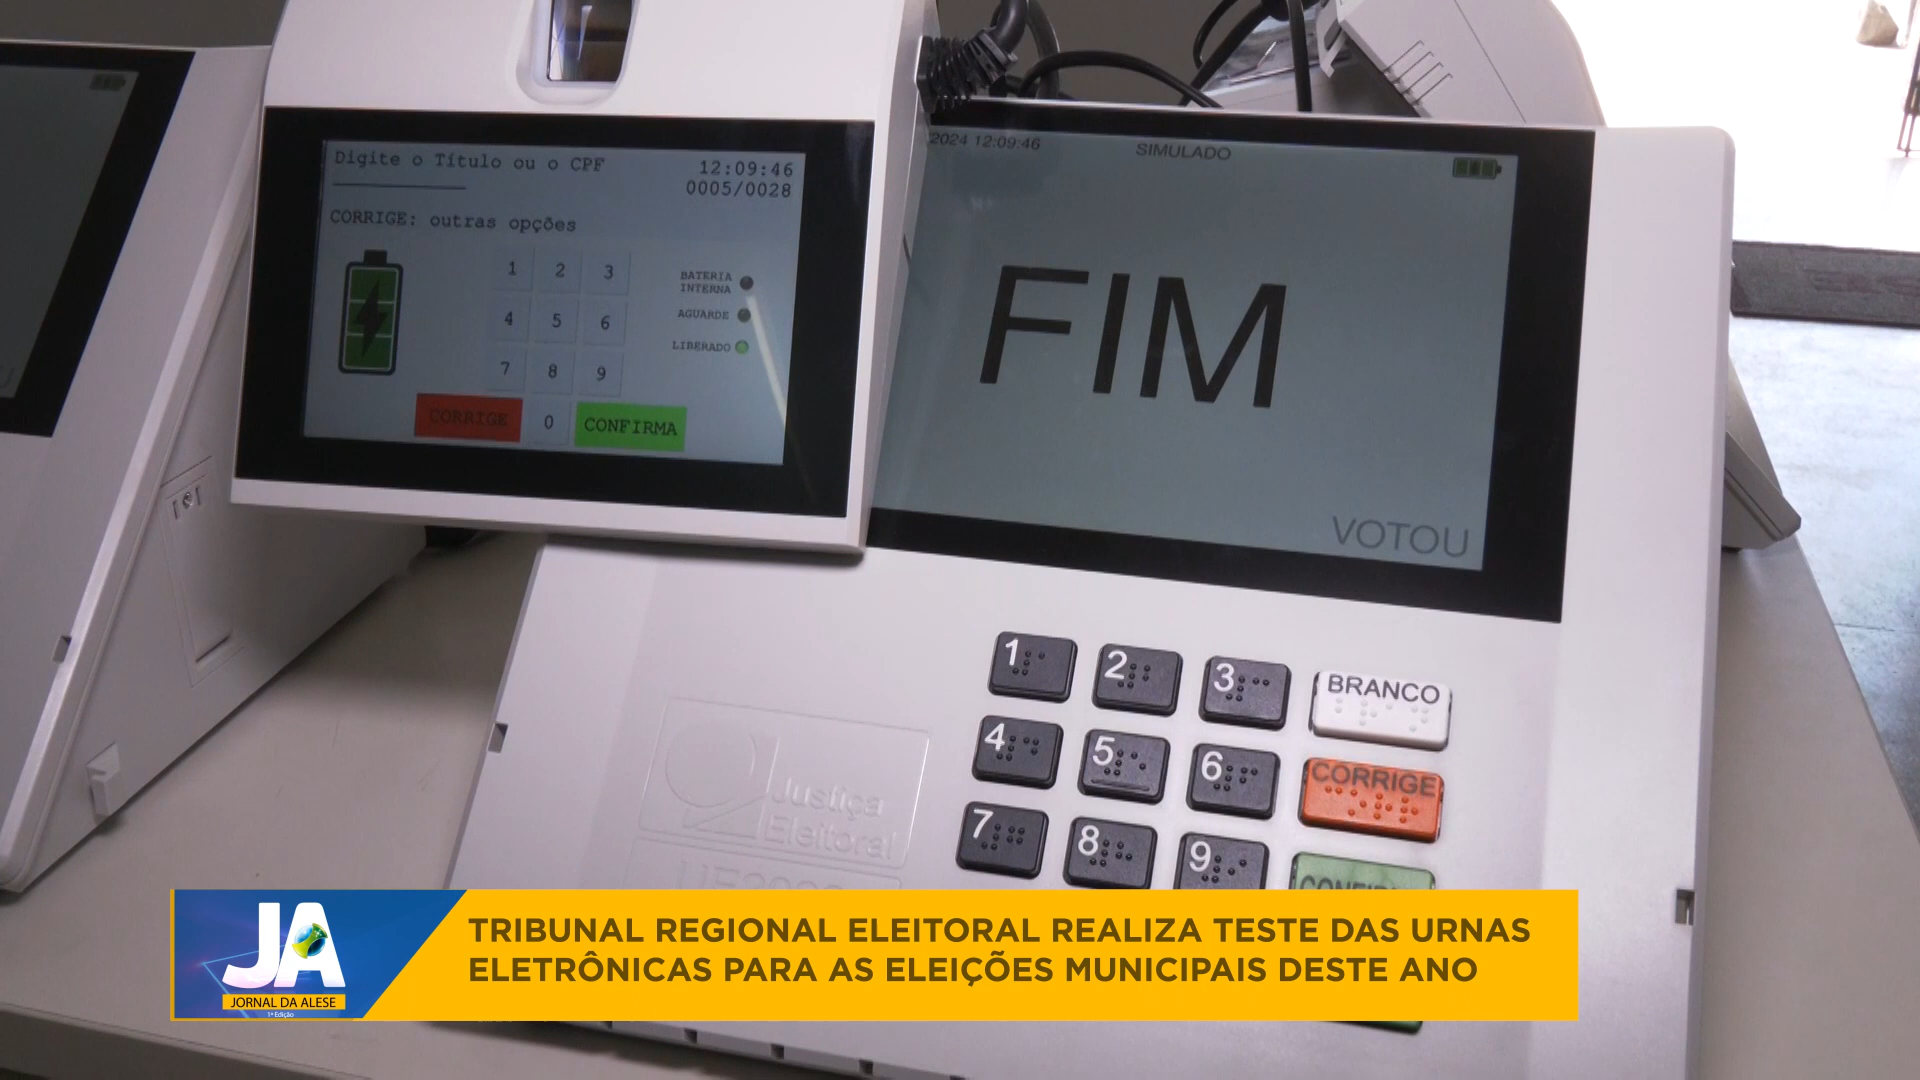 Digite o Título ou o CPF
12:09:46
0005/0028
CORRIGE: outras opções
1 2 3
4 5 6
7 8 9
CORRIGE 0 CONFIRMA
BATERIA
INTERNA
AGUARDE
LIBERADO
2024 12:09:46
SIMULADO
FIM
VOTOU
1 2 3 BRANCO
4 5 6 CORRIGE
7 8 9
Justiça
Eleitoral
JA
JORNAL DA ALESE
1ª Edição
TRIBUNAL REGIONAL ELEITORAL REALIZA TESTE DAS URNAS
ELETRÔNICAS PARA AS ELEIÇÕES MUNICIPAIS DESTE ANO